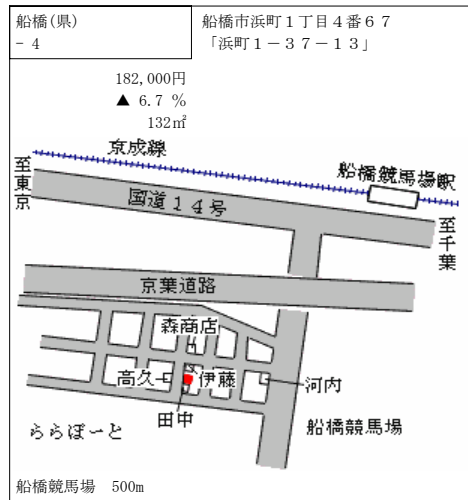 船橋(県)
- 4
船橋市浜町1丁目4番67
「浜町1-37-13」
182,000円
▲ 6.7 %
132㎡
京成線
至東京
船橋競馬場駅
国道14号
至千葉
京葉道路
森商店
高久
伊藤
河内
田中
ららぽーと
船橋競馬場
船橋競馬場 500m